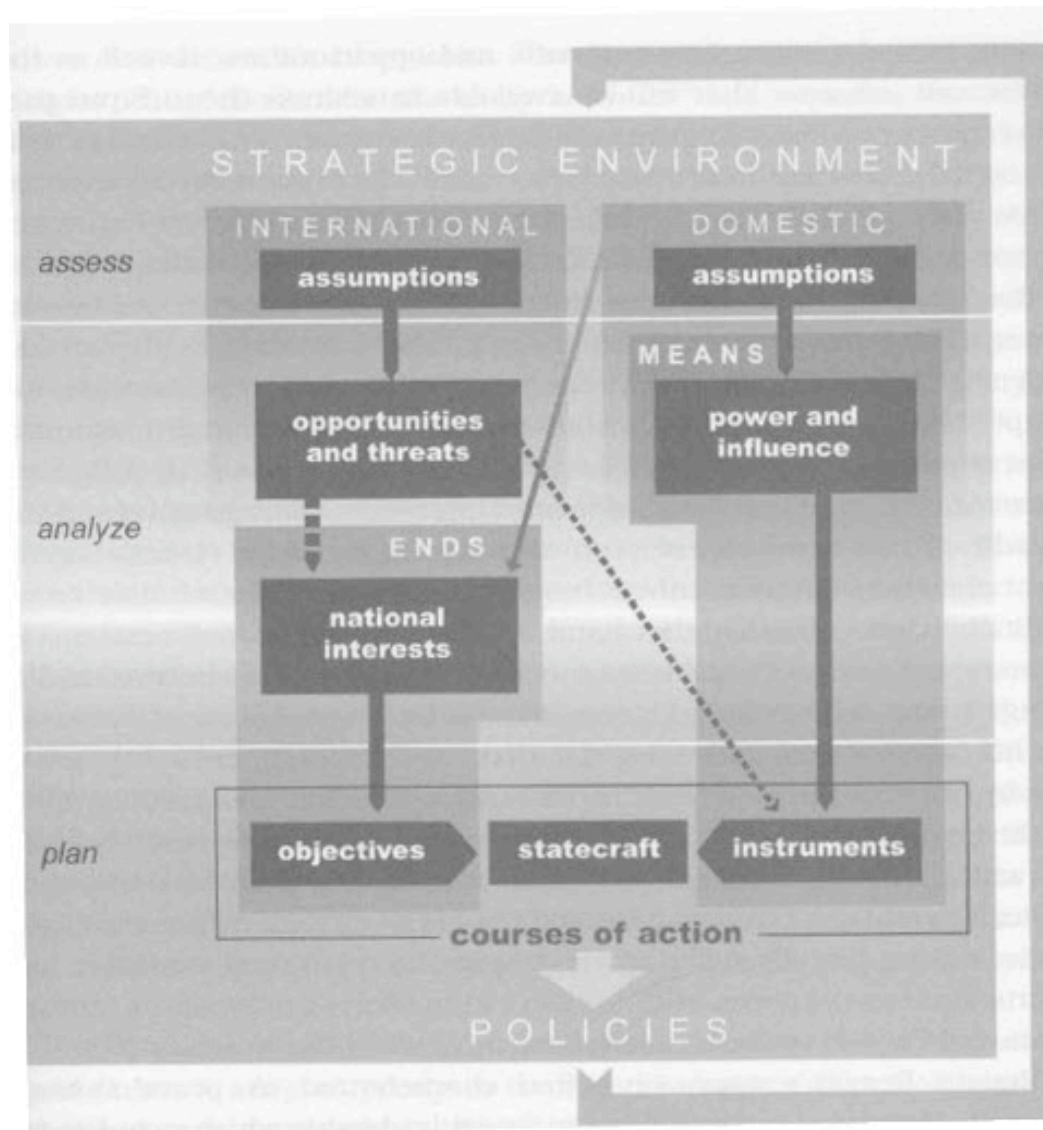 STRATEGIC ENVIRONMENT
INTERNATIONAL
DOMESTIC
assess
assumptions
assumptions
MEANS
opportunities
and threats
power and
influence
analyze
ENDS
national
interests
plan
objectives
statecraft
instruments
courses of action
POLICIES